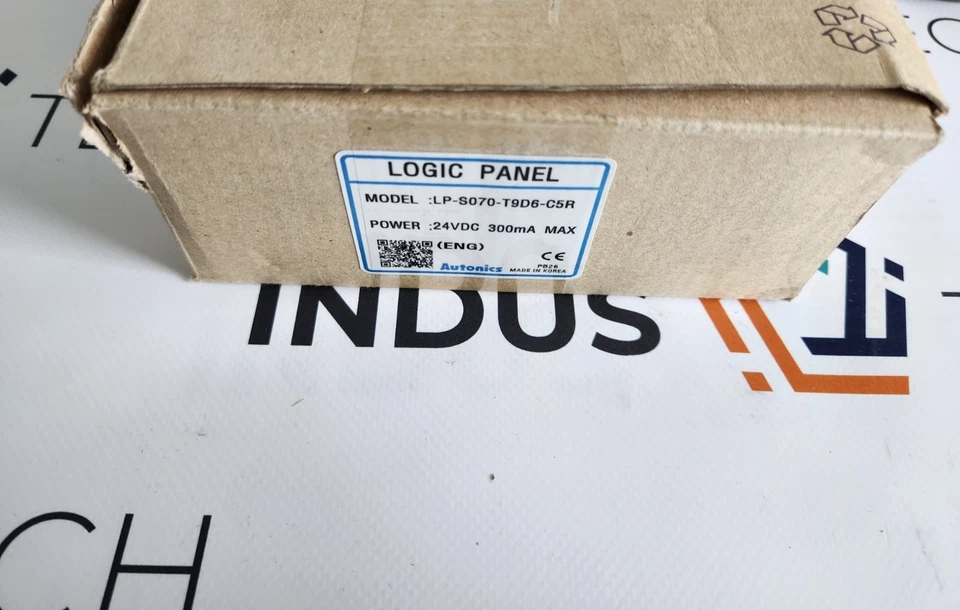 LOGIC PANEL
MODEL :LP-S070-T9D6-C5R
POWER :24VDC 300mA MAX
(ENG)
CE
PB26
Autonics MADE IN KOREA
INDUS
CH